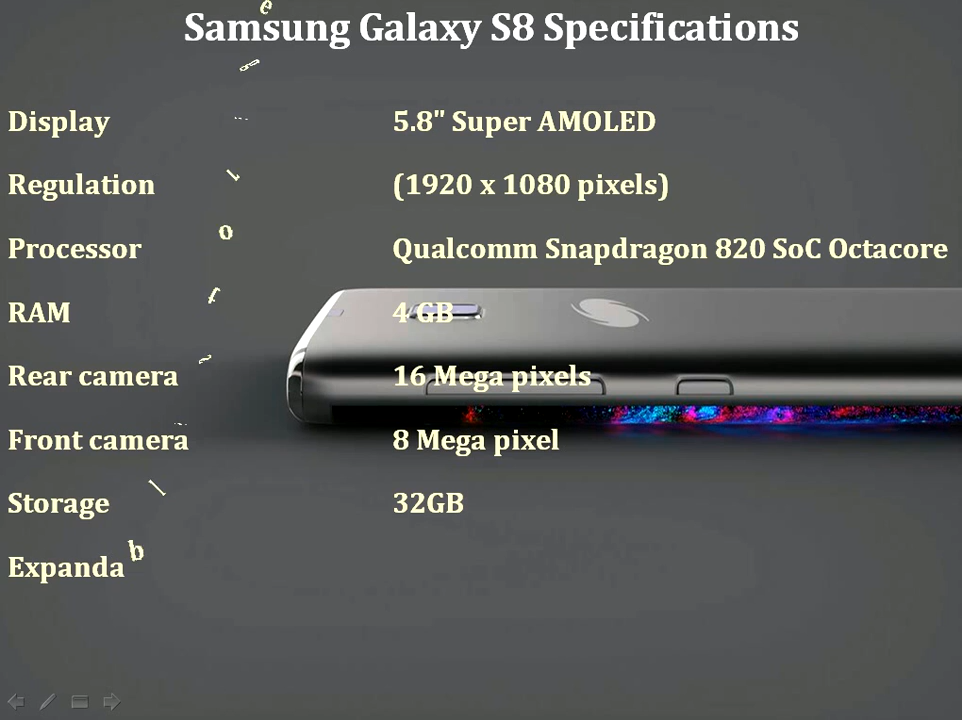 Samsung Galaxy S8 Specifications
Display 5.8" Super AMOLED
Regulation (1920 x 1080 pixels)
Processor Qualcomm Snapdragon 820 SoC Octacore
RAM 4 GB
Rear camera 16 Mega pixels
Front camera 8 Mega pixel
Storage 32GB
Expandab